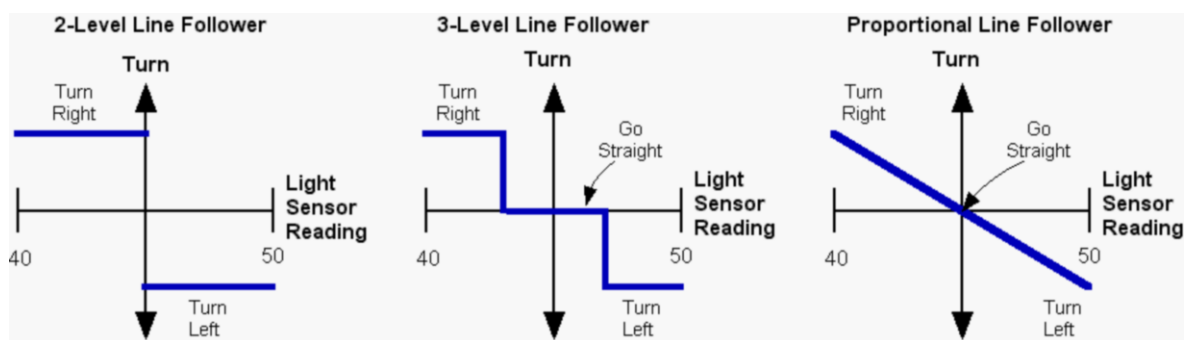 2-Level Line Follower
Turn
Turn
Right
Light
Sensor
Reading
40
50
Turn
Left
3-Level Line Follower
Turn
Turn
Right
Go
Straight
Light
Sensor
Reading
40
50
Turn
Left
Proportional Line Follower
Turn
Turn
Right
Go
Straight
Light
Sensor
Reading
40
50
Turn
Left